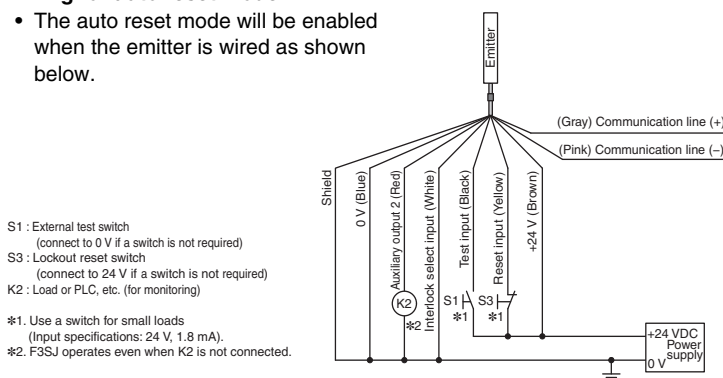 • The auto reset mode will be enabled
when the emitter is wired as shown
below.
Emitter
(Gray) Communication line (+)
(Pink) Communication line (−)
Shield
0 V (Blue)
Auxiliary output 2 (Red)
Interlock select input (White)
Test input (Black)
Reset input (Yellow)
+24 V (Brown)
K2
*2
S1
*1
S3
*1
+24 VDC
Power
supply
0 V
S1 : External test switch
(connect to 0 V if a switch is not required)
S3 : Lockout reset switch
(connect to 24 V if a switch is not required)
K2 : Load or PLC, etc. (for monitoring)
*1. Use a switch for small loads
(Input specifications: 24 V, 1.8 mA).
*2. F3SJ operates even when K2 is not connected.